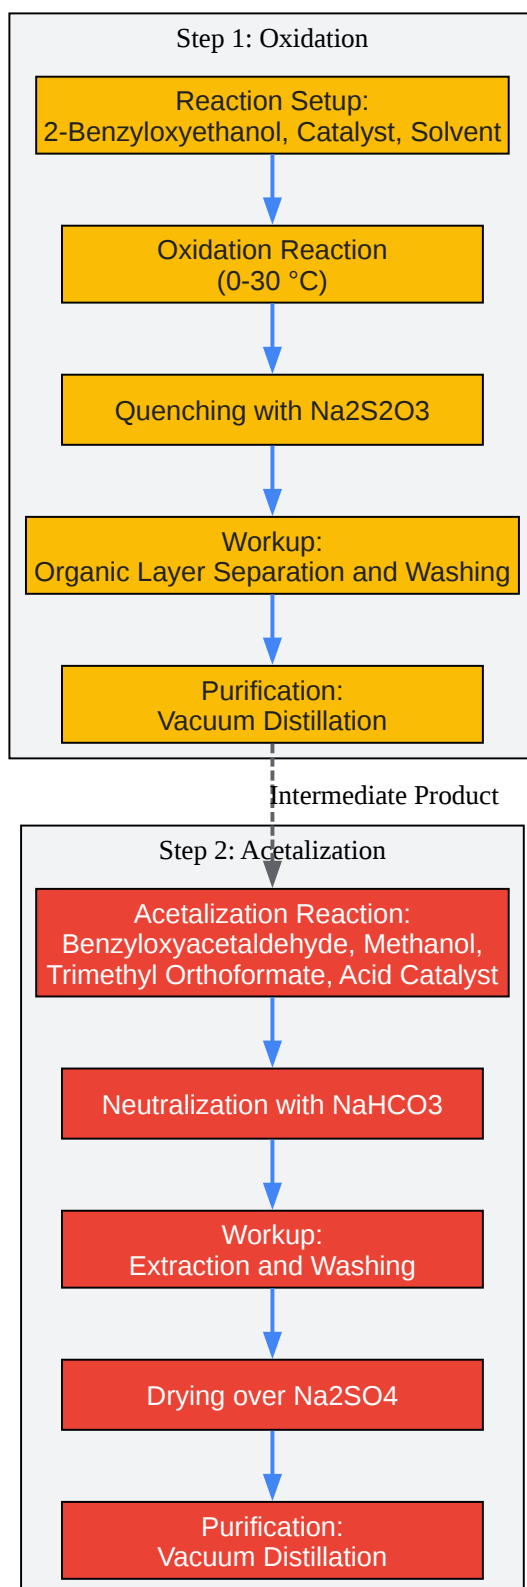 Step 1: Oxidation
Reaction Setup:
2-Benzyloxyethanol, Catalyst, Solvent
Oxidation Reaction
(0-30 °C)
Quenching with Na2S2O3
Workup:
Organic Layer Separation and Washing
Purification:
Vacuum Distillation
Intermediate Product
Step 2: Acetalization
Acetalization Reaction:
Benzyloxyacetaldehyde, Methanol,
Trimethyl Orthoformate, Acid Catalyst
Neutralization with NaHCO3
Workup:
Extraction and Washing
Drying over Na2SO4
Purification:
Vacuum Distillation